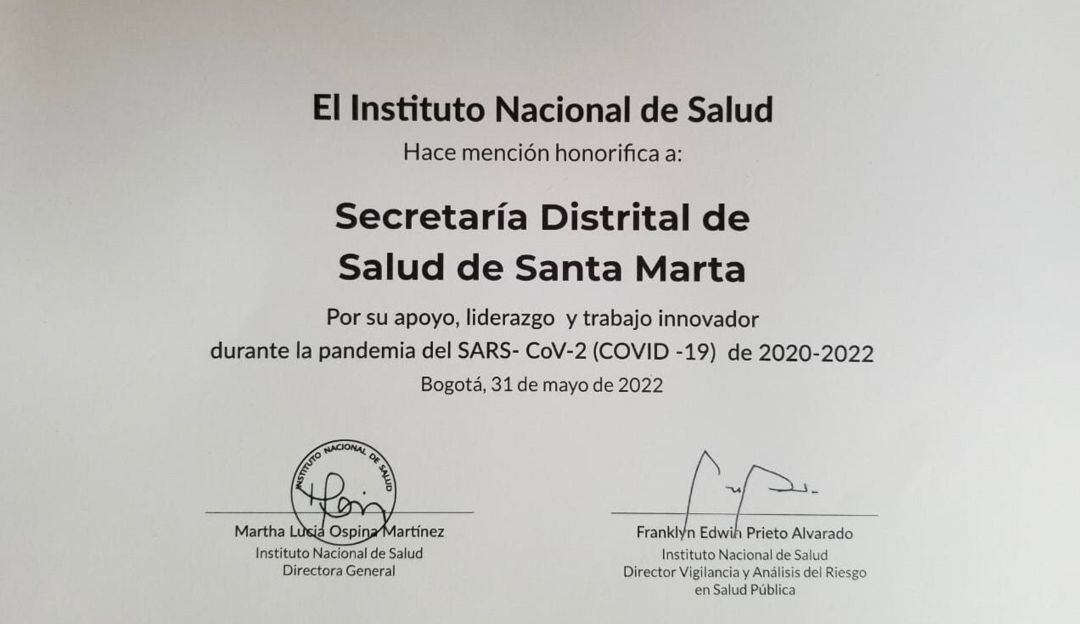 El Instituto Nacional de Salud
Hace mención honorifica a:
Secretaría Distrital de
Salud de Santa Marta
Por su apoyo, liderazgo y trabajo innovador
durante la pandemia del SARS- CoV-2 (COVID -19) de 2020-2022
Bogotá, 31 de mayo de 2022
INSTITUTO NACIONAL DE SALUD
Martha Lucia Ospina Martínez
Instituto Nacional de Salud
Directora General
Franklyn Edwin Prieto Alvarado
Instituto Nacional de Salud
Director Vigilancia y Análisis del Riesgo
en Salud Pública